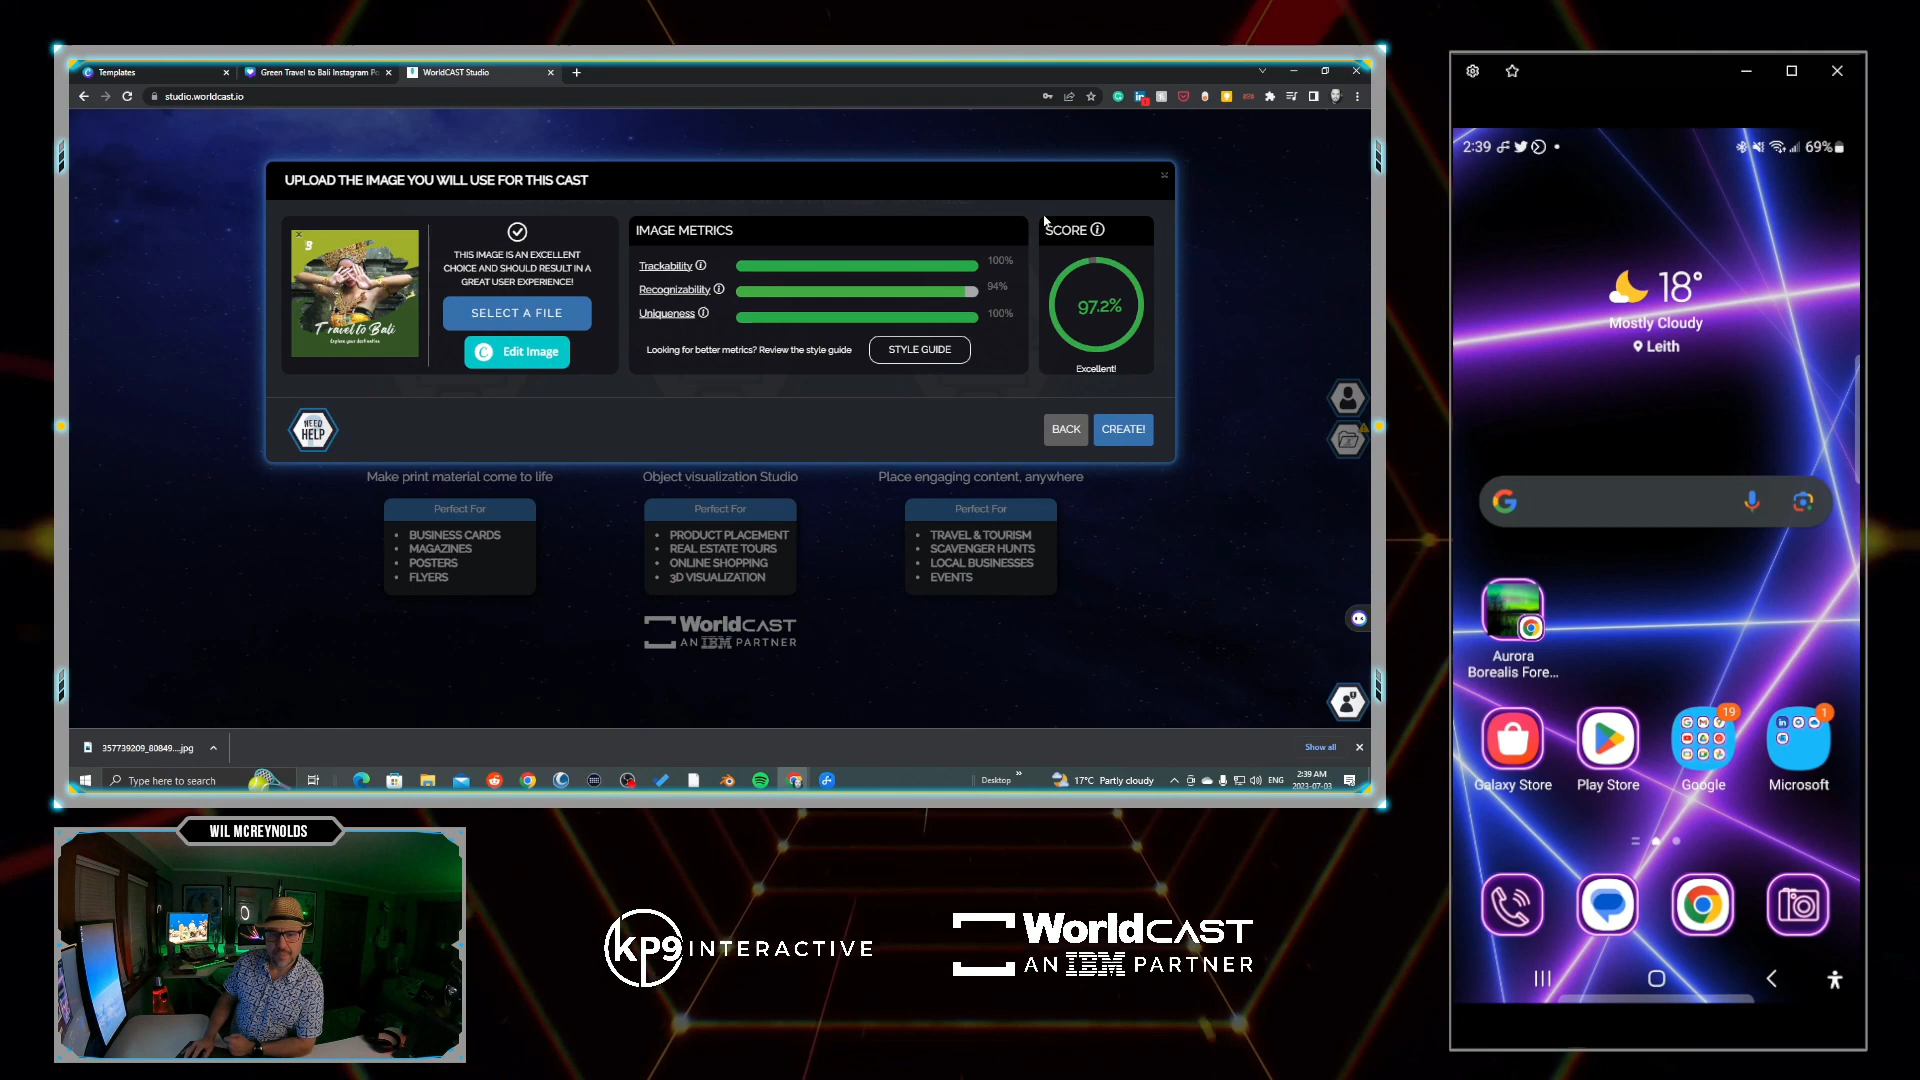 Templates
Green Travel to Bali Instagram Po
WorldCAST Studio
studio.worldcast.io
UPLOAD THE IMAGE YOU WILL USE FOR THIS CAST
Travel to Bali
Explore your destination
THIS IMAGE IS AN EXCELLENT
CHOICE AND SHOULD RESULT IN A
GREAT USER EXPERIENCE!
SELECT A FILE
Edit Image
IMAGE METRICS
Trackability 100%
Recognizability 94%
Uniqueness 100%
Looking for better metrics? Review the style guide
STYLE GUIDE
SCORE
97.2%
Excellent!
NEED
HELP
BACK
CREATE!
Make print material come to life
Perfect For
• BUSINESS CARDS
• MAGAZINES
• POSTERS
• FLYERS
Object visualization Studio
Perfect For
• PRODUCT PLACEMENT
• REAL ESTATE TOURS
• ONLINE SHOPPING
• 3D VISUALIZATION
Place engaging content, anywhere
Perfect For
• TRAVEL & TOURISM
• SCAVENGER HUNTS
• LOCAL BUSINESSES
• EVENTS
WorldCAST
AN IBM PARTNER
357739209_80849....jpg
Show all
Type here to search
Desktop
17°C Partly cloudy
ENG
2:39 AM
2023-07-03
WIL MCREYNOLDS
kp9 INTERACTIVE
WorldCAST
AN IBM PARTNER
2:39
69%
18°
Mostly Cloudy
Leith
Aurora
Borealis Fore...
19
1
Galaxy Store
Play Store
Google
Microsoft